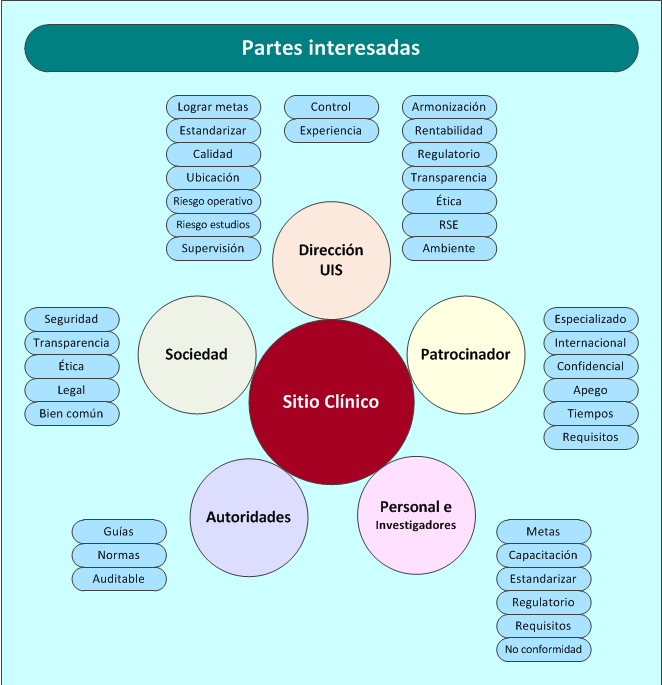 Partes interesadas
Lograr metas
Estandarizar
Calidad
Ubicación
Riesgo operativo
Riesgo estudios
Supervisión
Control
Experiencia
Armonización
Rentabilidad
Regulatorio
Transparencia
Ética
RSE
Ambiente
Dirección
UIS
Seguridad
Transparencia
Ética
Legal
Bien común
Sociedad
Sitio Clínico
Patrocinador
Especializado
Internacional
Confidencial
Apego
Tiempos
Requisitos
Autoridades
Guías
Normas
Auditable
Personal e
Investigadores
Metas
Capacitación
Estandarizar
Regulatorio
Requisitos
No conformidad